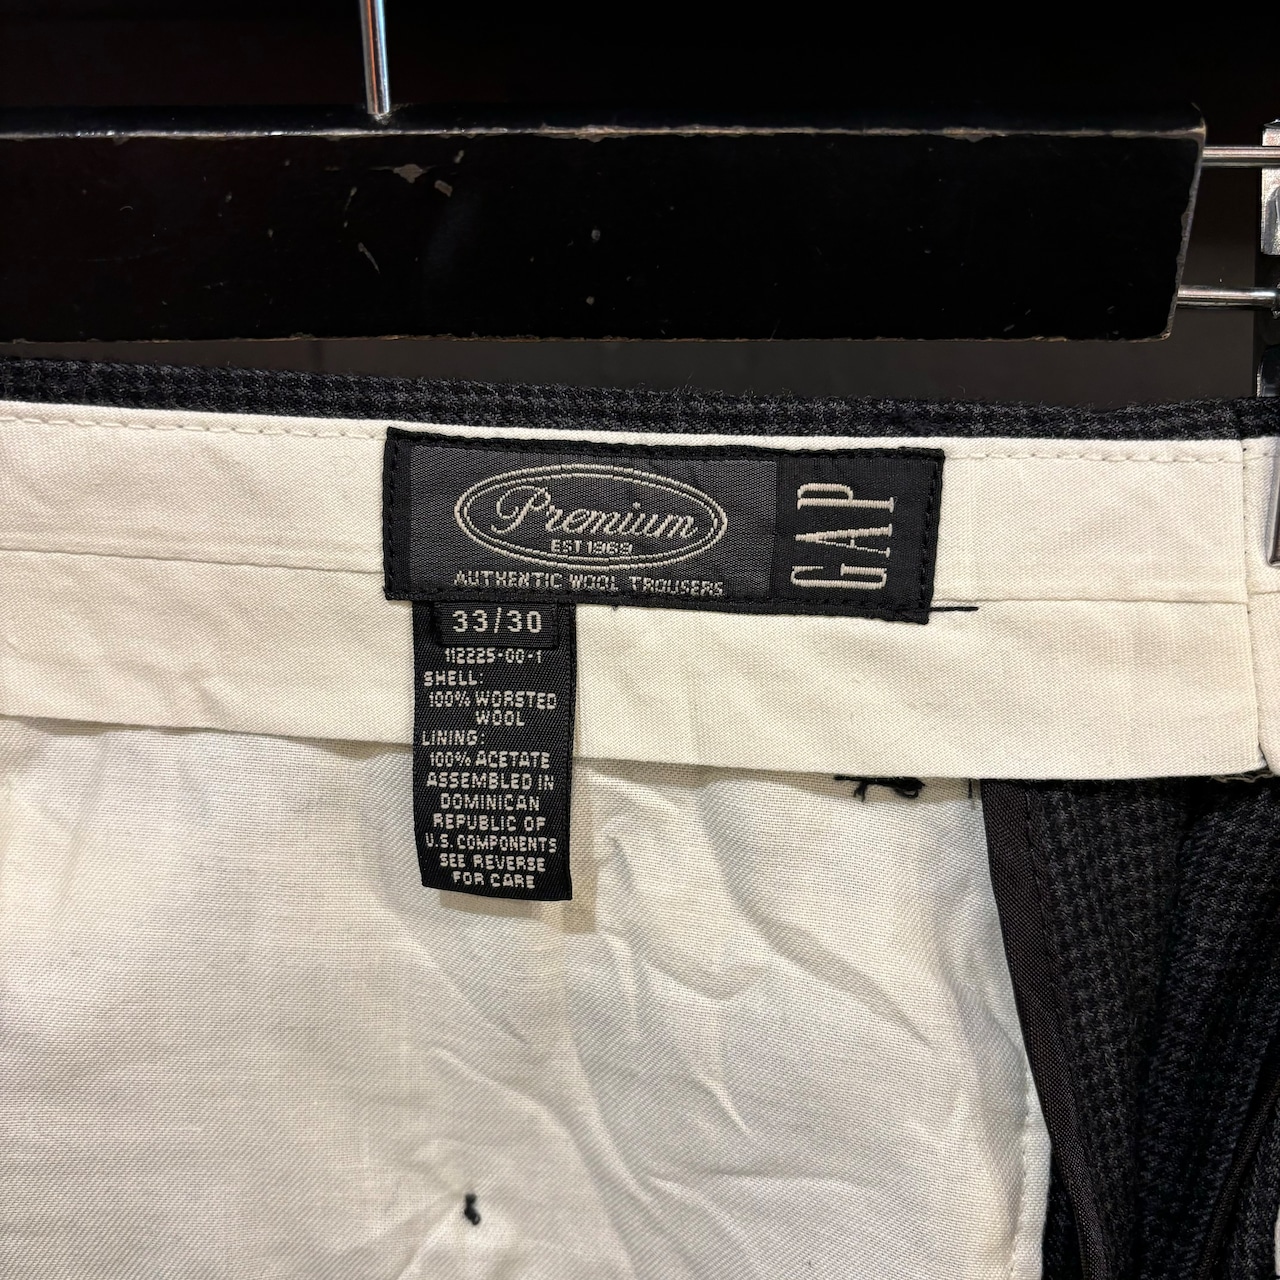 Premium
EST 1969
AUTHENTIC WOOL TROUSERS
GAP
33/30
112225-00-1
SHELL:
100% WORSTED
WOOL
LINING:
100% ACETATE
ASSEMBLED IN
DOMINICAN
REPUBLIC OF
U.S. COMPONENTS
SEE REVERSE
FOR CARE